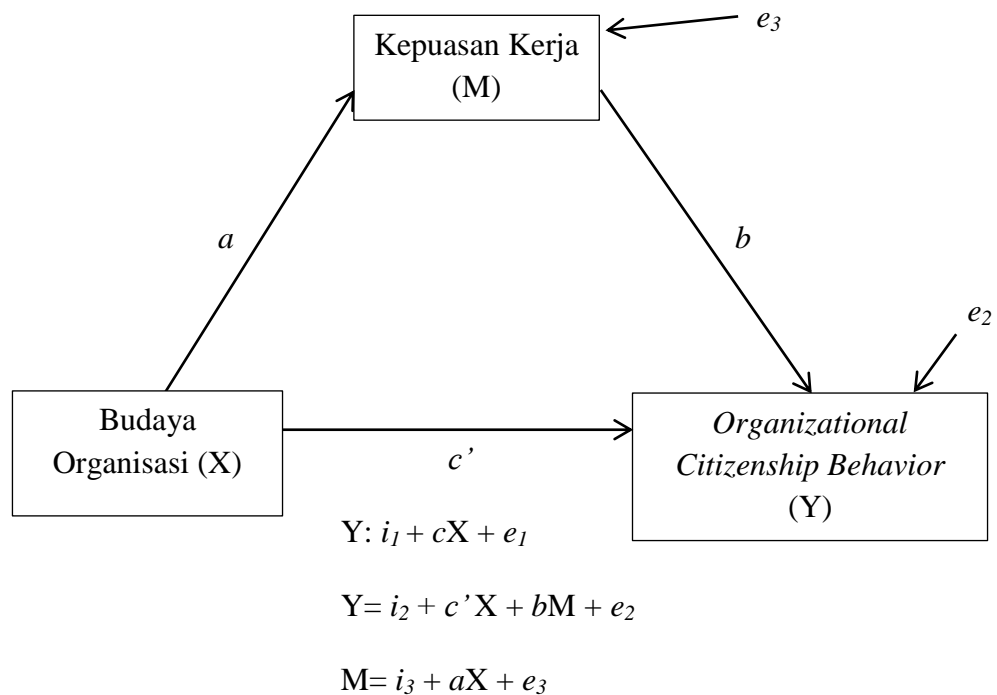 Kepuasan Kerja
(M)
e3
a
b
e2
Budaya
Organisasi (X)
c’
Organizational
Citizenship Behavior
(Y)
Y: i1 + cX + e1
Y= i2 + c’X + bM + e2
M= i3 + aX + e3